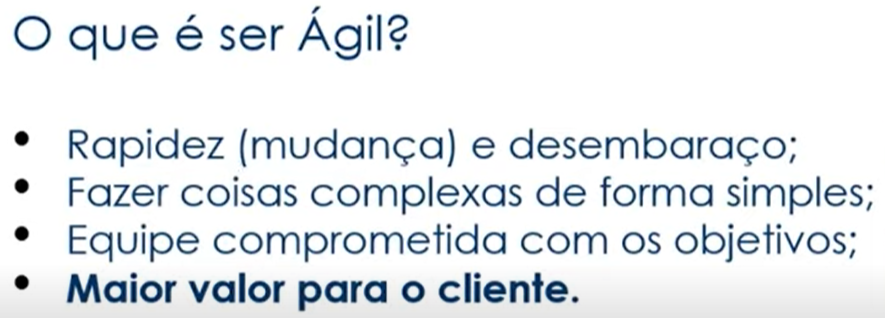 O que é ser Ágil?
• Rapidez (mudança) e desembaraço;
• Fazer coisas complexas de forma simples;
• Equipe comprometida com os objetivos;
• Maior valor para o cliente.